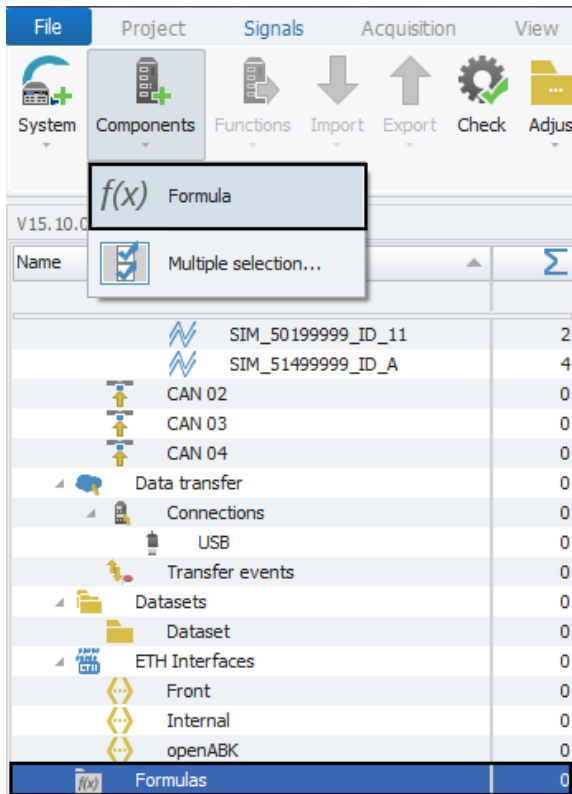 File Project Signals Acquisition View
System Components Functions Import Export Check Adjus
f(x) Formula
V15.10.0
Multiple selection...
Name Σ
SIM_50199999_ID_11 2
SIM_51499999_ID_A 4
CAN 02 0
CAN 03 0
CAN 04 0
Data transfer 0
Connections 0
USB 0
Transfer events 0
Datasets 0
Dataset 0
ETH Interfaces 0
Front 0
Internal 0
openABK 0
f(x) Formulas 0